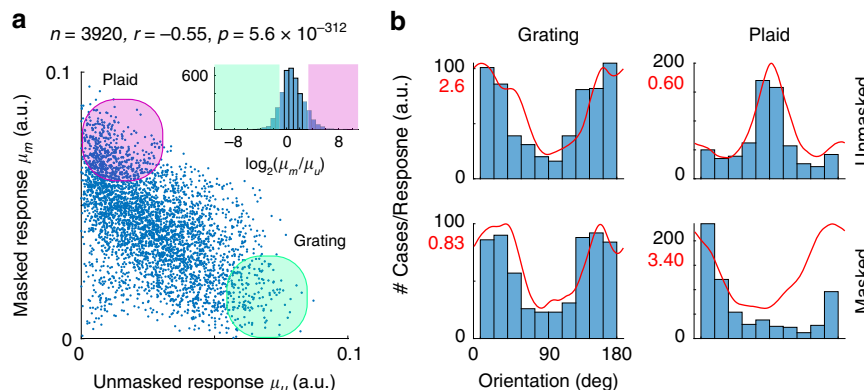 a
n = 3920, r = –0.55, p = 5.6 × 10⁻³¹²
0.1
Plaid
600
–8 0 8
log₂(μₘ/μᵤ)
Grating
Masked response μₘ (a.u.)
0
0 0.1
Unmasked response μᵤ (a.u.)
b
Grating Plaid
# Cases/Resposne (a.u.)
100
2.6
0
200
0.60
0
Unmasked
100
0.83
0
200
3.40
0
Masked
0 90 180
Orientation (deg)